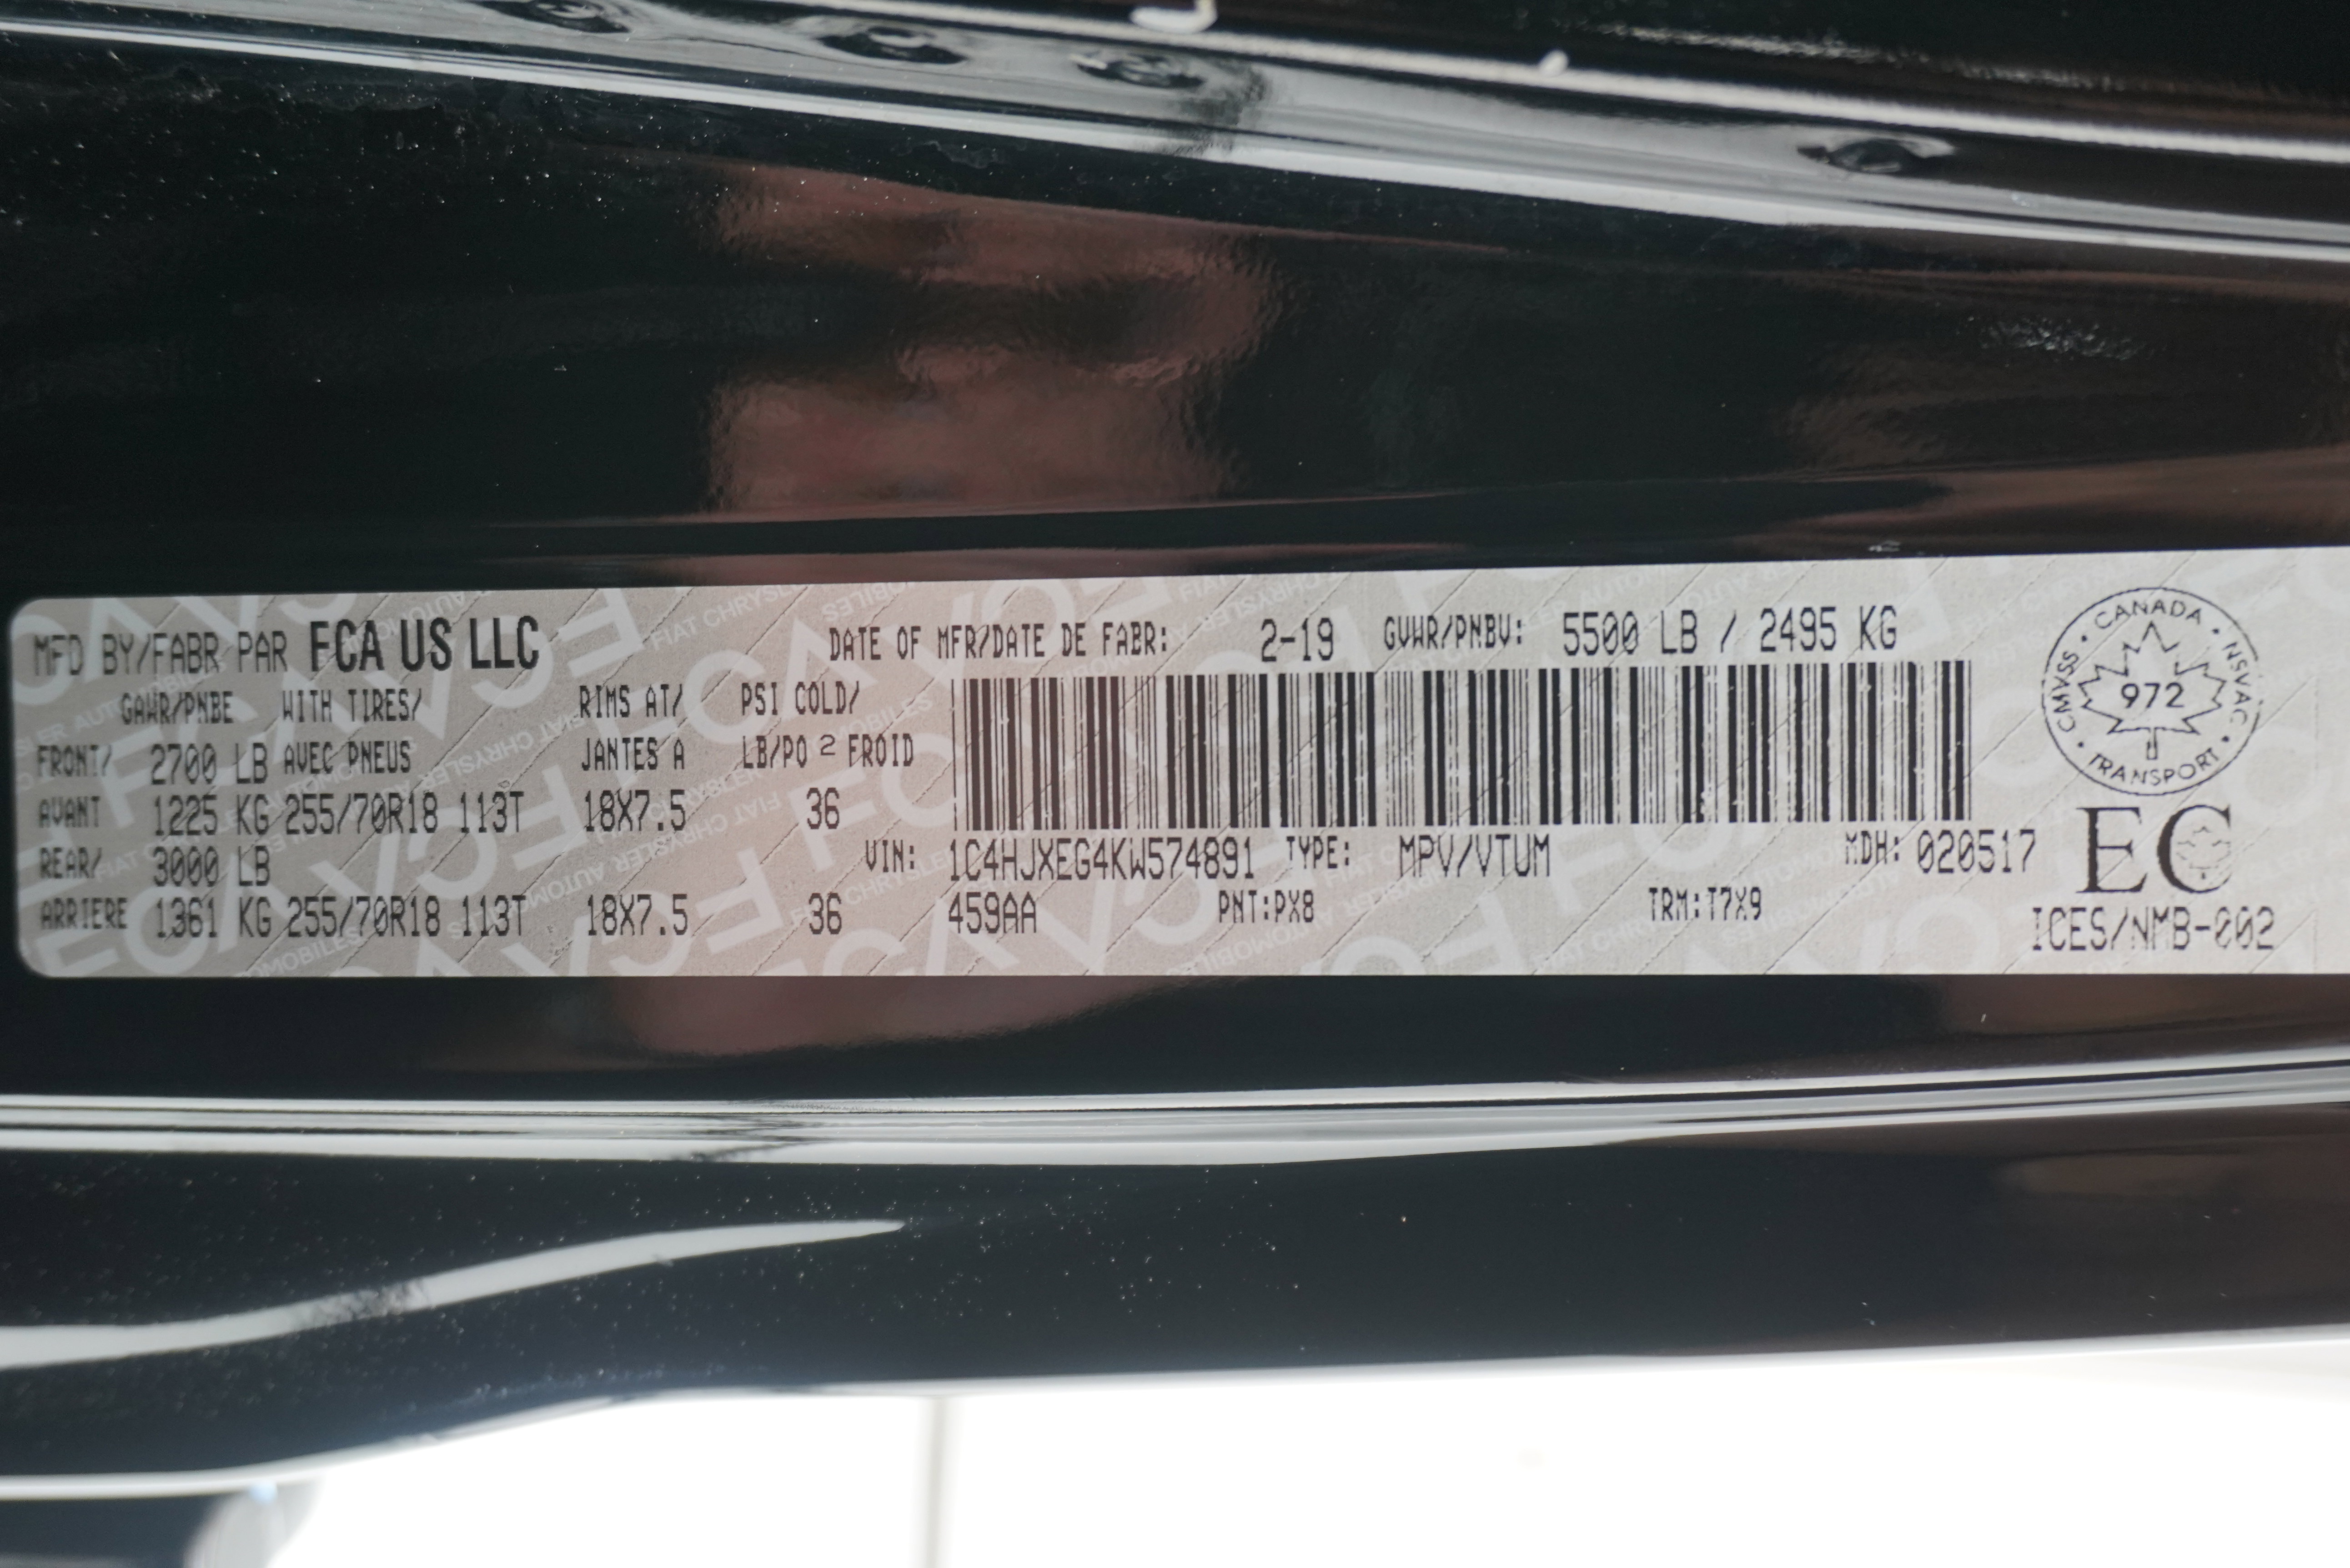 MFD BY/FABR PAR FCA US LLC DATE OF MFR/DATE DE FABR: 2-19 GVWR/PNBV: 5500 LB / 2495 KG
GAWR/PNBE WITH TIRES/ RIMS AT/ PSI COLD/
FRONT/ 2700 LB AVEC PNEUS JANTES A LB/PO 2 FROID
AVANT 1225 KG 255/70R18 113T 18X7.5 36
REAR/ 3000 LB VIN: 1C4HJXEG4KW574891 TYPE: MPV/VTUM MDH: 020517
ARRIERE 1361 KG 255/70R18 113T 18X7.5 36 459AA PNT:PX8 TRM:T7X9
CANADA
CMVSS • NSVAC
972
TRANSPORT
EC
ICES/NMB-002